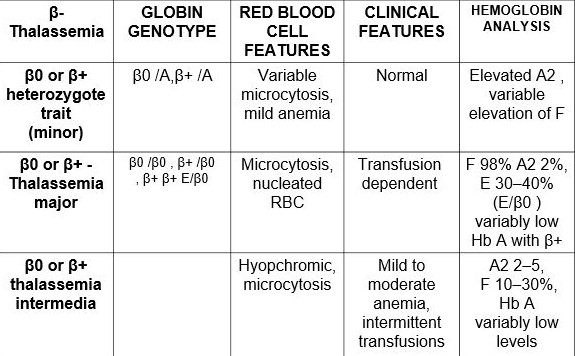 β-
Thalassemia
GLOBIN
GENOTYPE
RED BLOOD
CELL
FEATURES
CLINICAL
FEATURES
HEMOGLOBIN
ANALYSIS
β0 or β+
heterozygote
trait
(minor)
β0 /A,β+ /A
Variable
microcytosis,
mild anemia
Normal
Elevated A2 ,
variable
elevation of F
β0 or β+ -
Thalassemia
major
β0 /β0 , β+ /β0
, β+ β+ E/β0
Microcytosis,
nucleated
RBC
Transfusion
dependent
F 98% A2 2%,
E 30–40%
(E/β0 )
variably low
Hb A with β+
β0 or β+
thalassemia
intermedia
Hyopchromic,
microcytosis
Mild to
moderate
anemia,
intermittent
transfusions
A2 2–5,
F 10–30%,
Hb A
variably low
levels